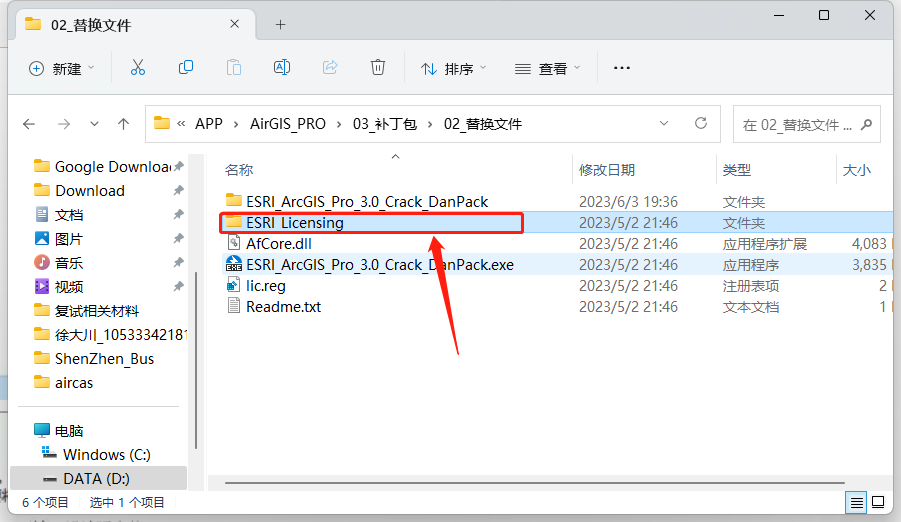 02_替换文件
新建
排序
查看
« APP › AirGIS_PRO › 03_补丁包 › 02_替换文件
在 02_替换文件 ...
Google Downloa
Download
文档
图片
音乐
视频
复试相关材料
徐大川_10533342181
ShenZhen_Bus
aircas
电脑
Windows (C:)
DATA (D:)
名称 修改日期 类型 大小
ESRI_ArcGIS_Pro_3.0_Crack_DanPack 2023/6/3 19:36 文件夹
ESRI_Licensing 2023/5/2 21:46 文件夹
AfCore.dll 2023/5/2 21:46 应用程序扩展 4,083
ESRI_ArcGIS_Pro_3.0_Crack_DanPack.exe 2023/5/2 21:46 应用程序 3,835
lic.reg 2023/5/2 21:46 注册表项 2
Readme.txt 2023/5/2 21:46 文本文档 1
6 个项目 选中 1 个项目